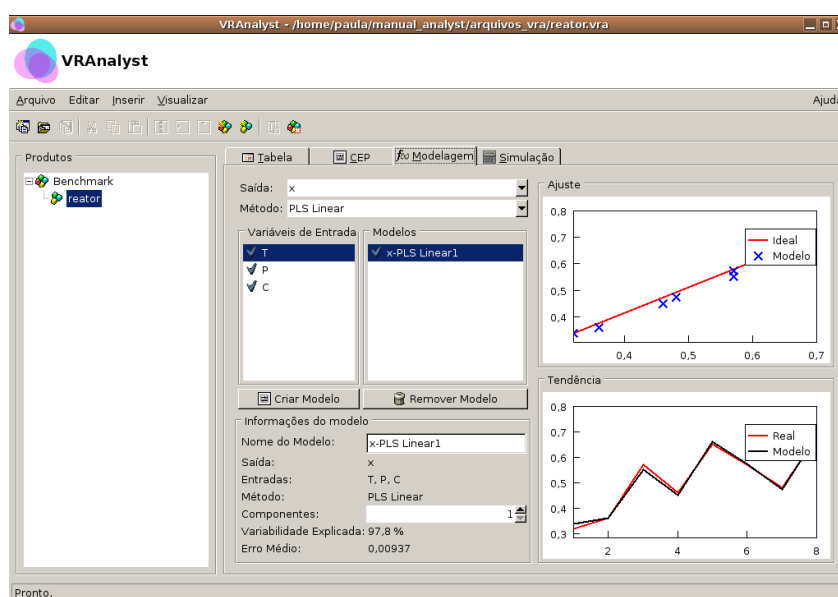 VRAnalyst - /home/paula/manual_analyst/arquivos_vra/reator.vra
VRAnalyst
Arquivo Editar Inserir Visualizar Ajuda
Produtos
Benchmark
reator
Tabela CEP Modelagem Simulação
Saída: x
Método: PLS Linear
Variáveis de Entrada
T
P
C
Modelos
x-PLS Linear1
Criar Modelo Remover Modelo
Informações do modelo
Nome do Modelo: x-PLS Linear1
Saída: x
Entradas: T, P, C
Método: PLS Linear
Componentes: 1
Variabilidade Explicada: 97,8 %
Erro Médio: 0,00937
Ajuste
0,8
0,7
0,6
0,5
0,4
Ideal
Modelo
0,4 0,5 0,6 0,7
Tendência
0,8
0,7
0,6
0,5
0,4
0,3
Real
Modelo
2 4 6 8
Pronto.